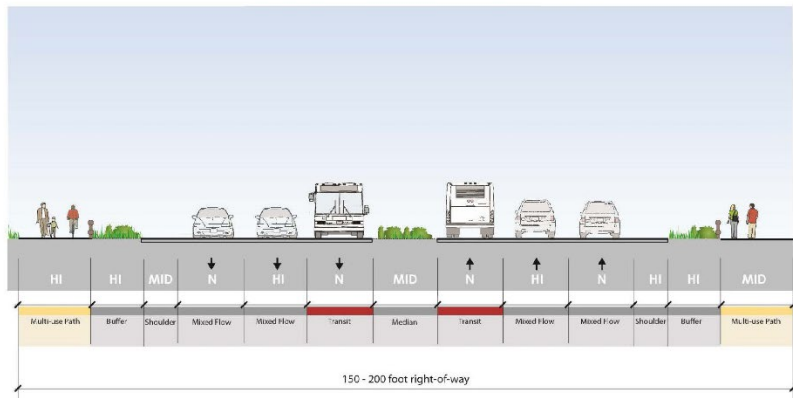 HI HI MID N HI N MID N HI N HI HI MID
Multi-use Path Buffer Shoulder Mixed Flow Mixed Flow Transit Median Transit Mixed Flow Mixed Flow Shoulder Buffer Multi-use Path
150 - 200 foot right-of-way